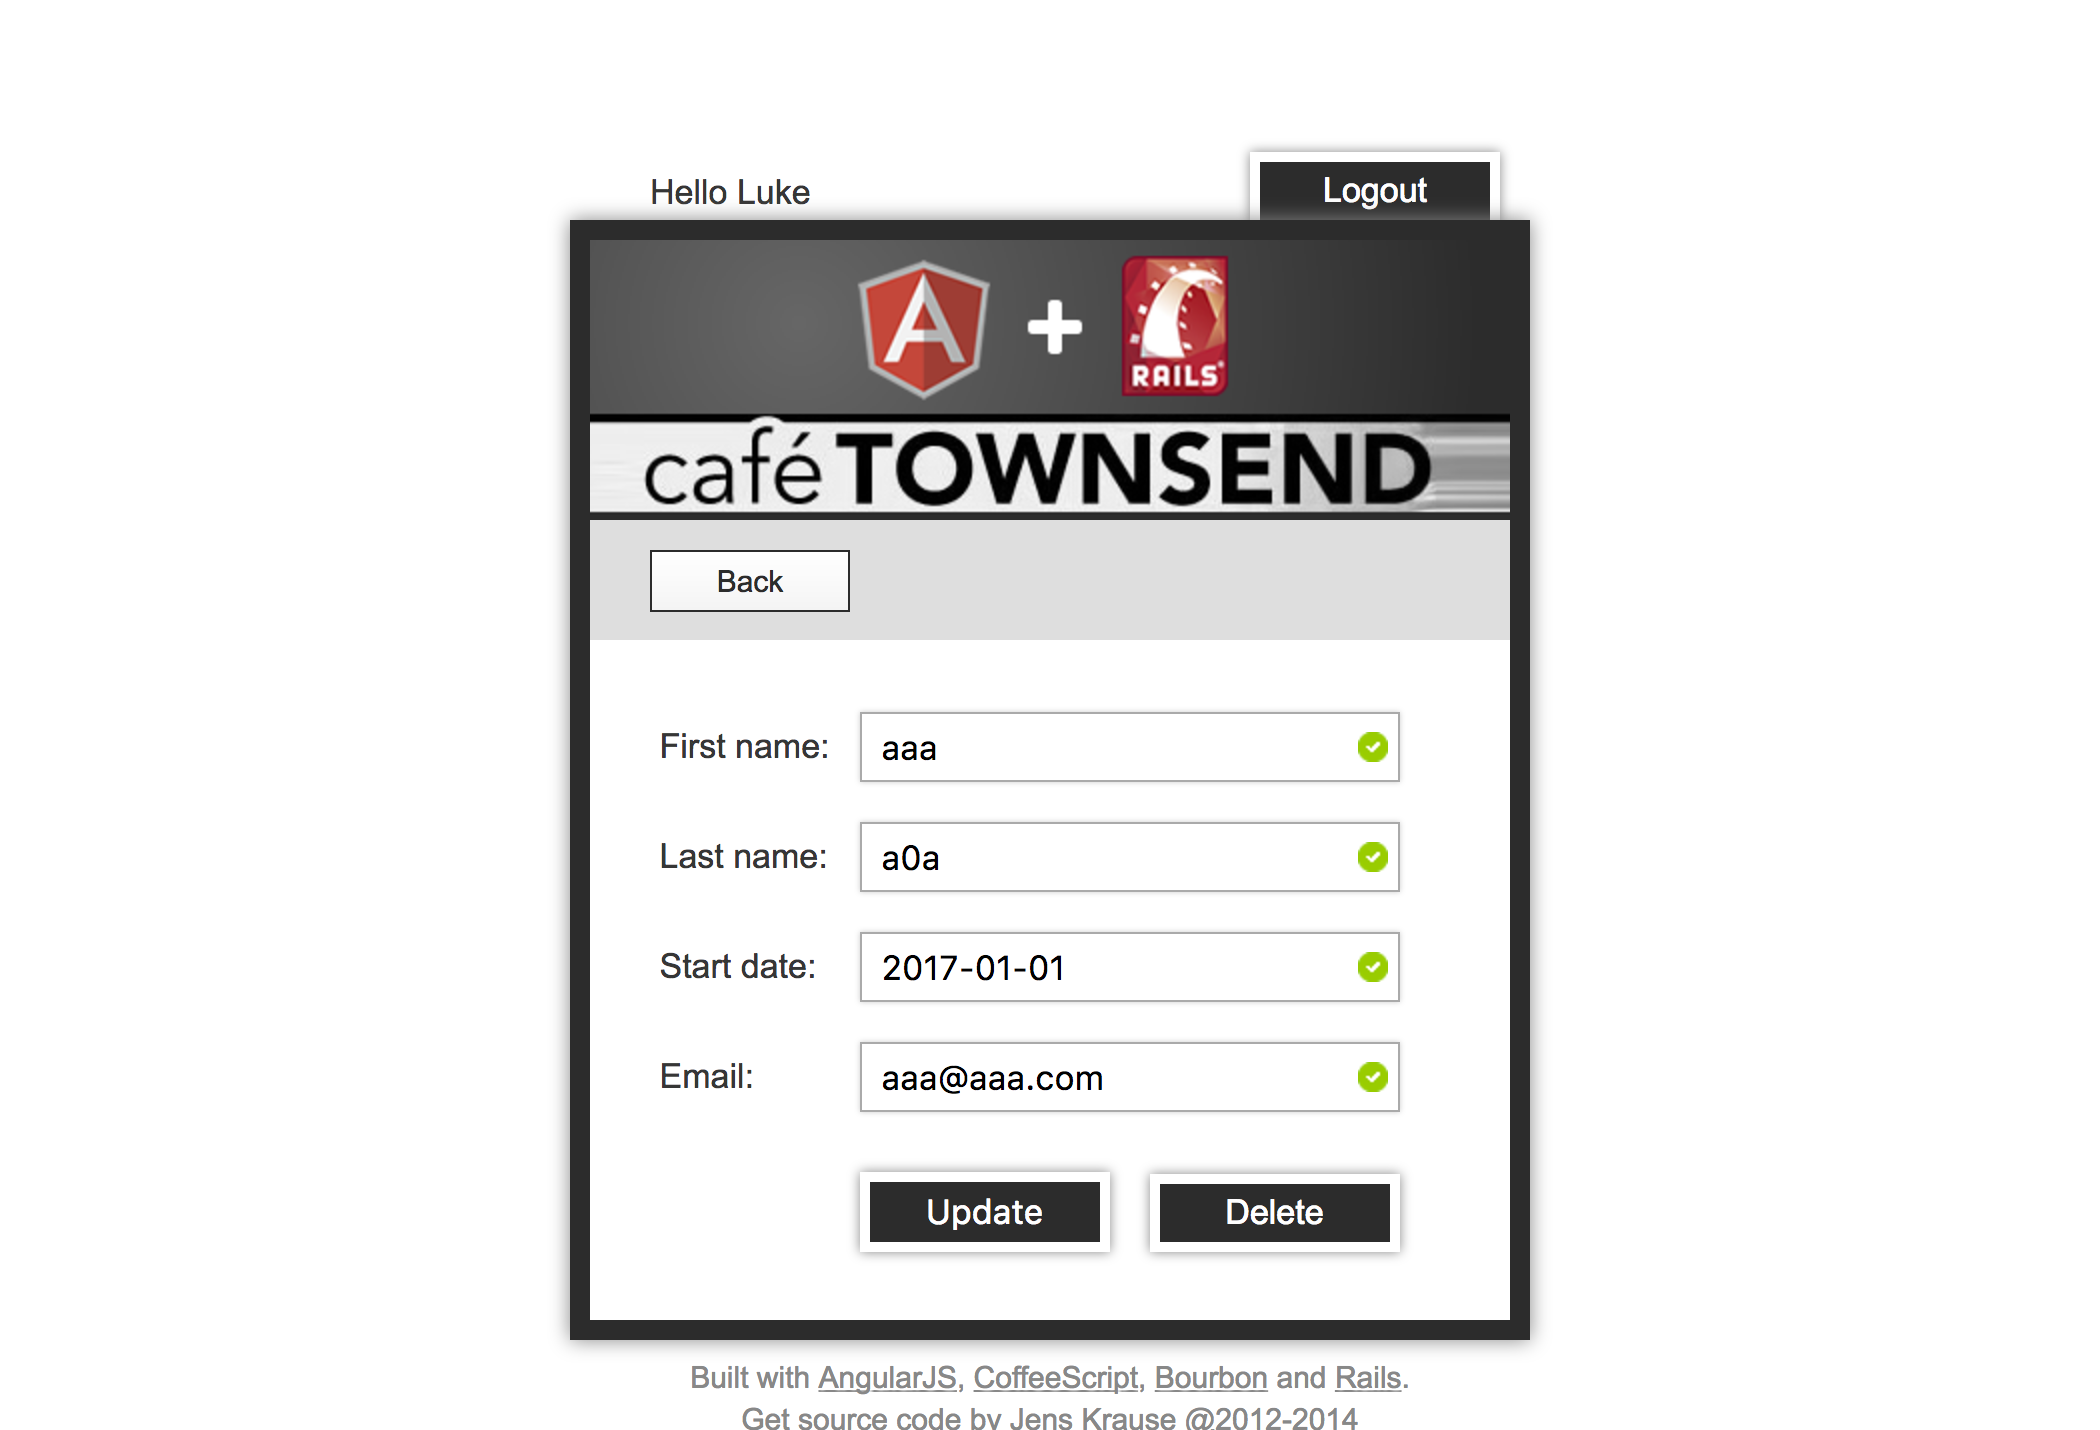 Hello Luke
Logout
A
RAILS
café TOWNSEND
Back
First name: aaa
Last name: a0a
Start date: 2017-01-01
Email: aaa@aaa.com
Update
Delete
Built with AngularJS, CoffeeScript, Bourbon and Rails.
Get source code by Jens Krause @2012-2014